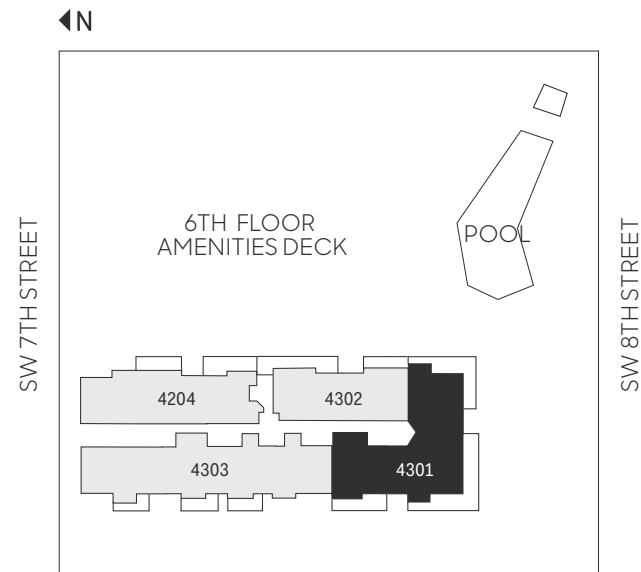 N
SW 7TH STREET
6TH FLOOR
AMENITIES DECK
POOL
SW 8TH STREET
4204
4302
4303
4301